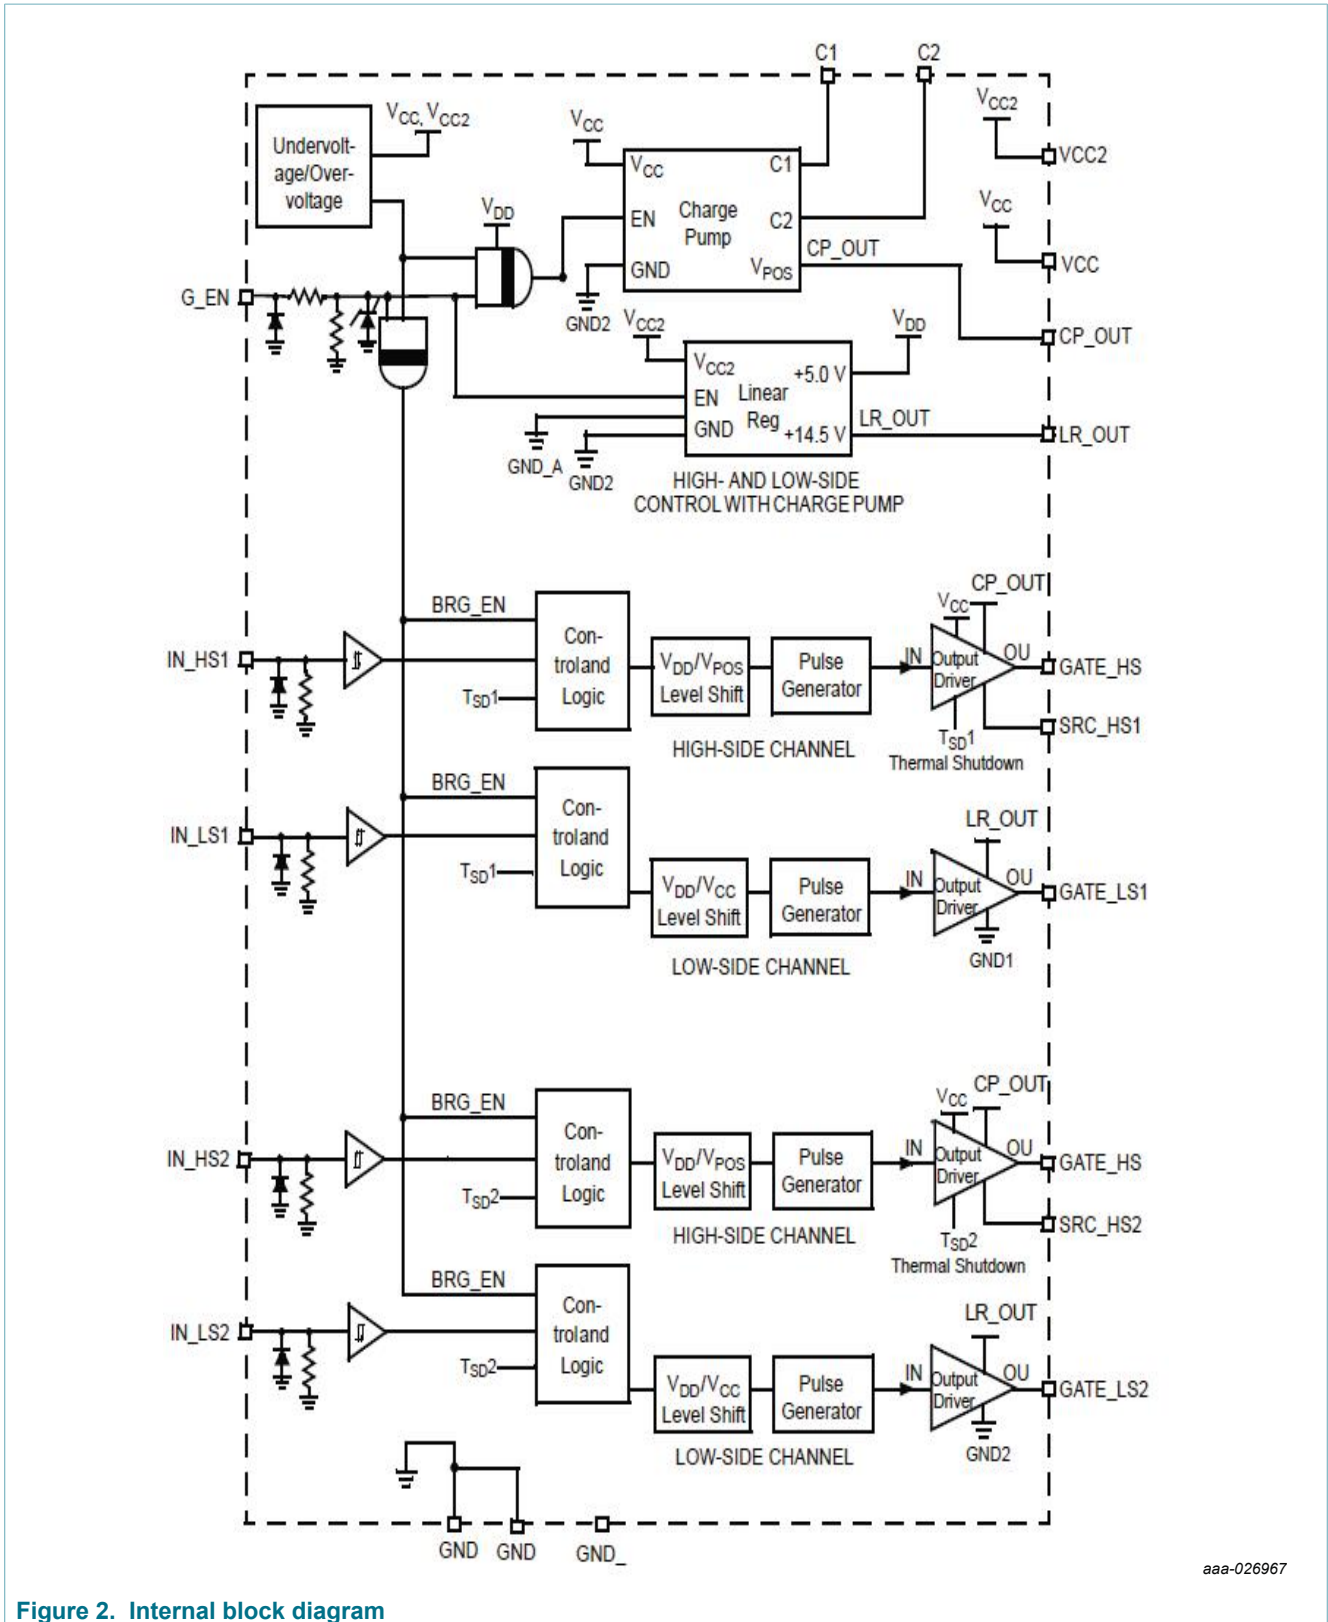 C1 C2
Undervolt-
age/Over-
voltage
VCC, VCC2
VCC
VCC2
VCC2
VCC
C1
EN
Charge
Pump
C2
GND
VPOS
CP_OUT
GND2
VCC
VCC
VDD
G_EN
CP_OUT
VCC2
VDD
VCC2
+5.0 V
EN
Linear
Reg
GND
+14.5 V
LR_OUT
LR_OUT
GND_A
GND2
HIGH- AND LOW-SIDE
CONTROL WITH CHARGE PUMP
IN_HS1
BRG_EN
TSD1
Con-
troland
Logic
VDD/VPOS
Level Shift
Pulse
Generator
IN
VCC
CP_OUT
Output
Driver
OU
GATE_HS
SRC_HS1
TSD1
Thermal Shutdown
HIGH-SIDE CHANNEL
IN_LS1
BRG_EN
TSD1
Con-
troland
Logic
VDD/VCC
Level Shift
Pulse
Generator
IN
LR_OUT
Output
Driver
OU
GATE_LS1
GND1
LOW-SIDE CHANNEL
IN_HS2
BRG_EN
TSD2
Con-
troland
Logic
VDD/VPOS
Level Shift
Pulse
Generator
IN
VCC
CP_OUT
Output
Driver
OU
GATE_HS
SRC_HS2
TSD2
Thermal Shutdown
HIGH-SIDE CHANNEL
IN_LS2
BRG_EN
TSD2
Con-
troland
Logic
VDD/VCC
Level Shift
Pulse
Generator
IN
LR_OUT
Output
Driver
OU
GATE_LS2
GND2
LOW-SIDE CHANNEL
GND GND GND_
aaa-026967
Figure 2. Internal block diagram